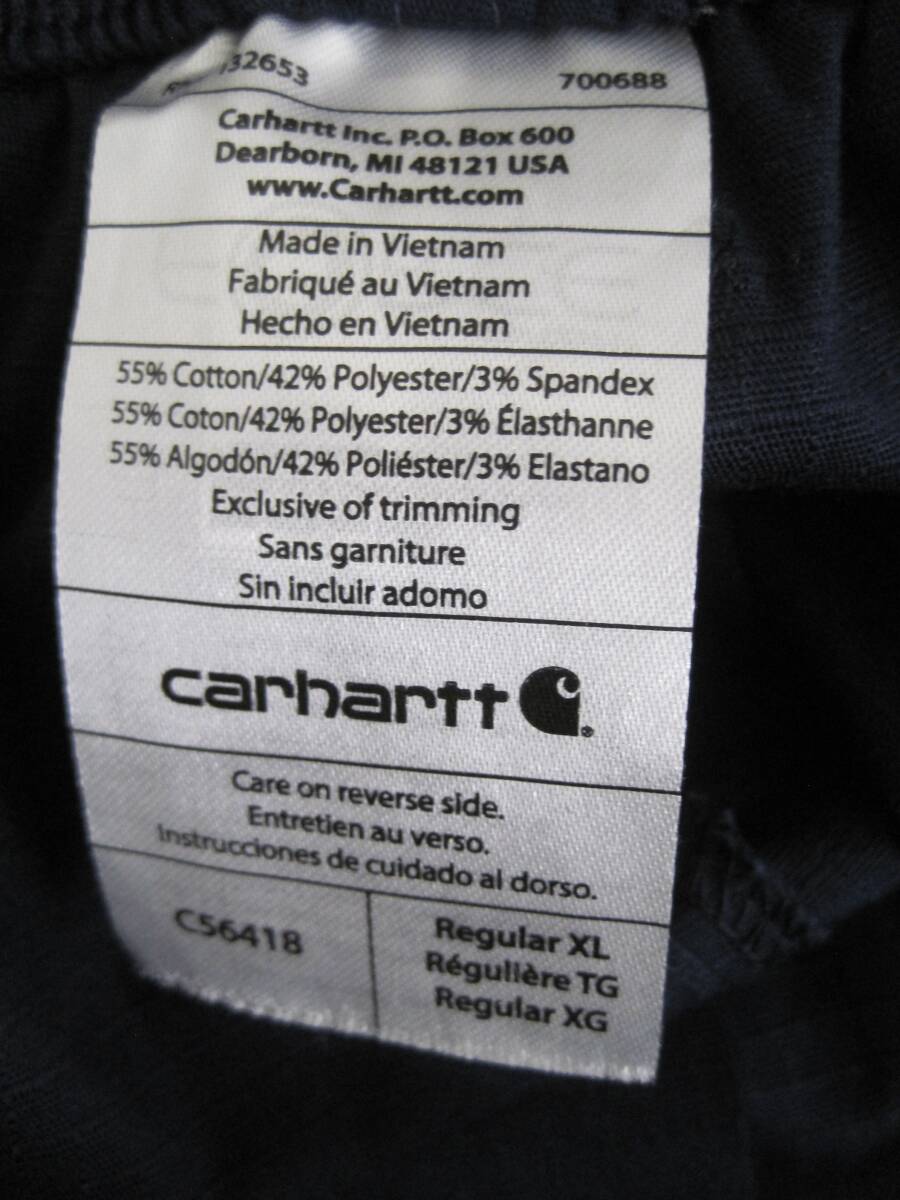 32653 700688
Carhartt Inc. P.O. Box 600
Dearborn, MI 48121 USA
www.Carhartt.com
Made in Vietnam
Fabriqué au Vietnam
Hecho en Vietnam
55% Cotton/42% Polyester/3% Spandex
55% Coton/42% Polyester/3% Élasthanne
55% Algodón/42% Poliéster/3% Elastano
Exclusive of trimming
Sans garniture
Sin incluir adorno
carhartt
Care on reverse side.
Entretien au verso.
Instrucciones de cuidado al dorso.
C56418
Regular XL
Régulière TG
Regular XG